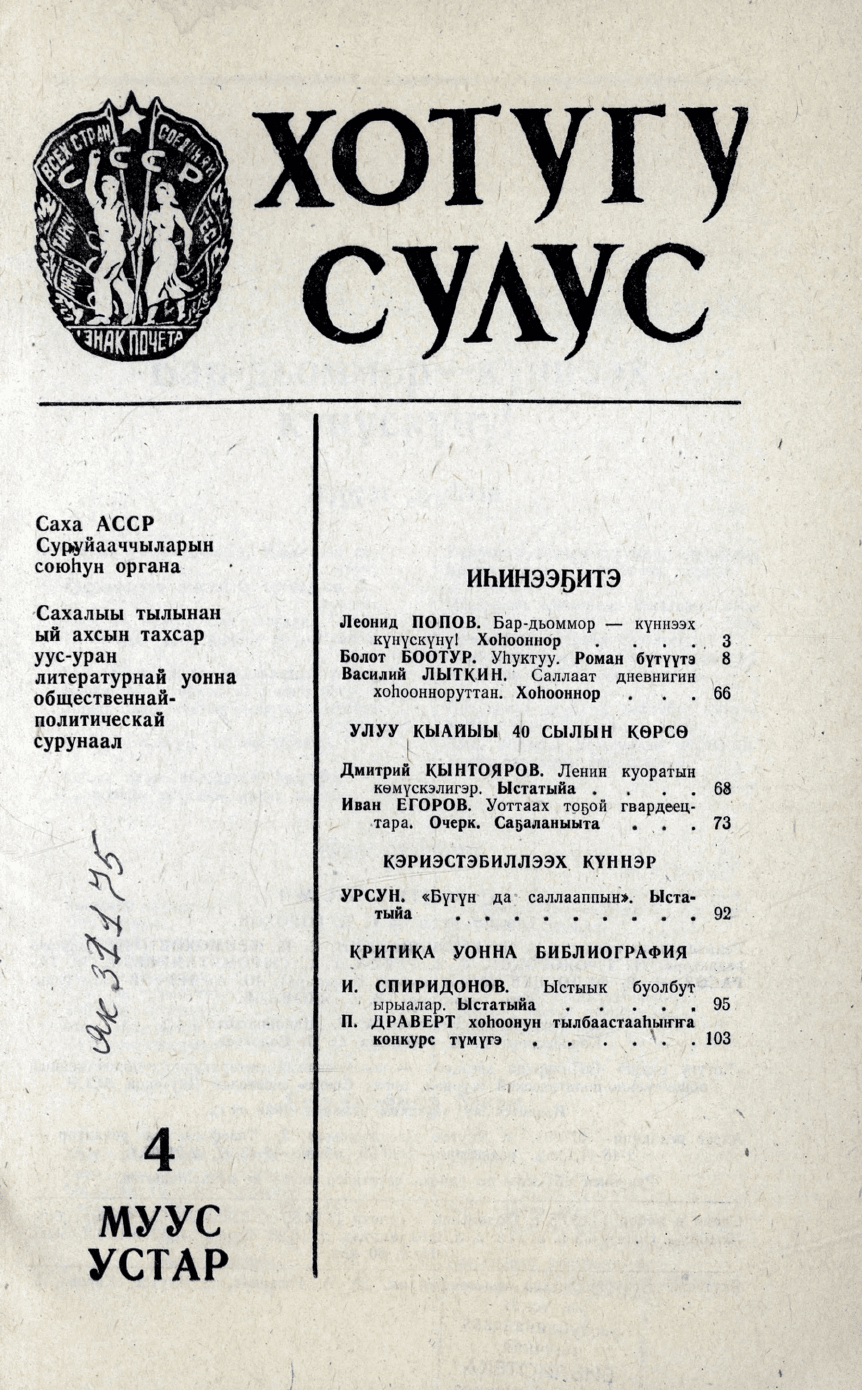 ВСЕХ СТРАН
СОЕДИН
СССР
ЗНАК ПОЧЕТА
ХОТУГУ
СУЛУС
Саха АССР
Суруйааччыларын
союһун органа
Сахалыы тылынан
ый ахсын тахсар
уус-уран
литературнай уонна
общественнай-
политическай
сурунаал
Як 31175
4
МУУС
УСТАР
ИҺИНЭЭҔИТЭ
Леонид ПОПОВ. Бар-дьоммор — күннээх
күнүскүнү! Хоһооннор . . . . 3
Болот БООТУР. Уһуктуу. Роман бүтүүтэ 8
Василий ЛЫТКИН. Саллаат дневнигин
хоһоонноруттан. Хоһооннор . . . 66
УЛУУ КЫАЙЫЫ 40 СЫЛЫН КӨРСӨ
Дмитрий КЫНТОЯРОВ. Ленин куоратын
көмүскэлигэр. Ыстатыйа . . . . 68
Иван ЕГОРОВ. Уоттаах тоҕой гвардеец-
тара. Очерк. Саҕаланыыта . . . 73
КЭРИЭСТЭБИЛЛЭЭХ КҮННЭР
УРСУН. «Бүгүн да саллааппын». Ыста-
тыйа . . . . . . . . . 92
КРИТИКА УОННА БИБЛИОГРАФИЯ
И. СПИРИДОНОВ. Ыстыык буолбут
ырыалар. Ыстатыйа . . . . . 95
П. ДРАВЕРТ хоһоонун тылбаастааһыҥҥа
конкурс түмүгэ . . . . . . 103